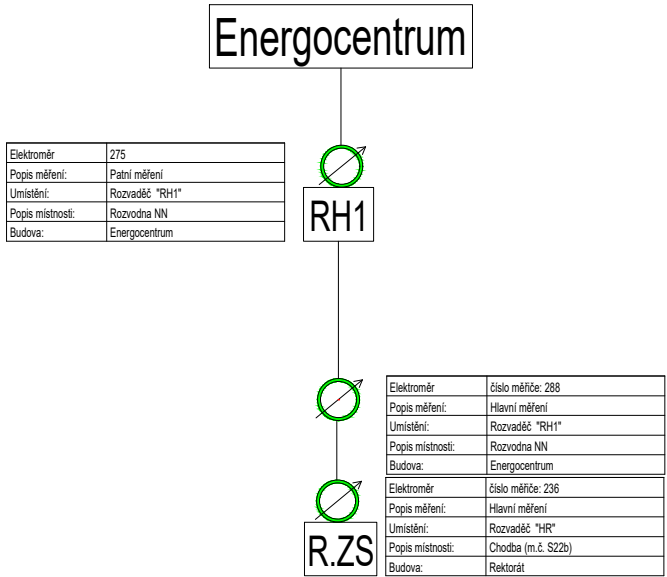 Energocentrum
Elektroměr 275
Popis měření: Patní měření
Umístění: Rozvaděč "RH1"
Popis místnosti: Rozvodna NN
Budova: Energocentrum
RH1
Elektroměr číslo měřiče: 288
Popis měření: Hlavní měření
Umístění: Rozvaděč "RH1"
Popis místnosti: Rozvodna NN
Budova: Energocentrum
Elektroměr číslo měřiče: 236
Popis měření: Hlavní měření
Umístění: Rozvaděč "HR"
Popis místnosti: Chodba (m.č. S22b)
Budova: Rektorát
R.ZS